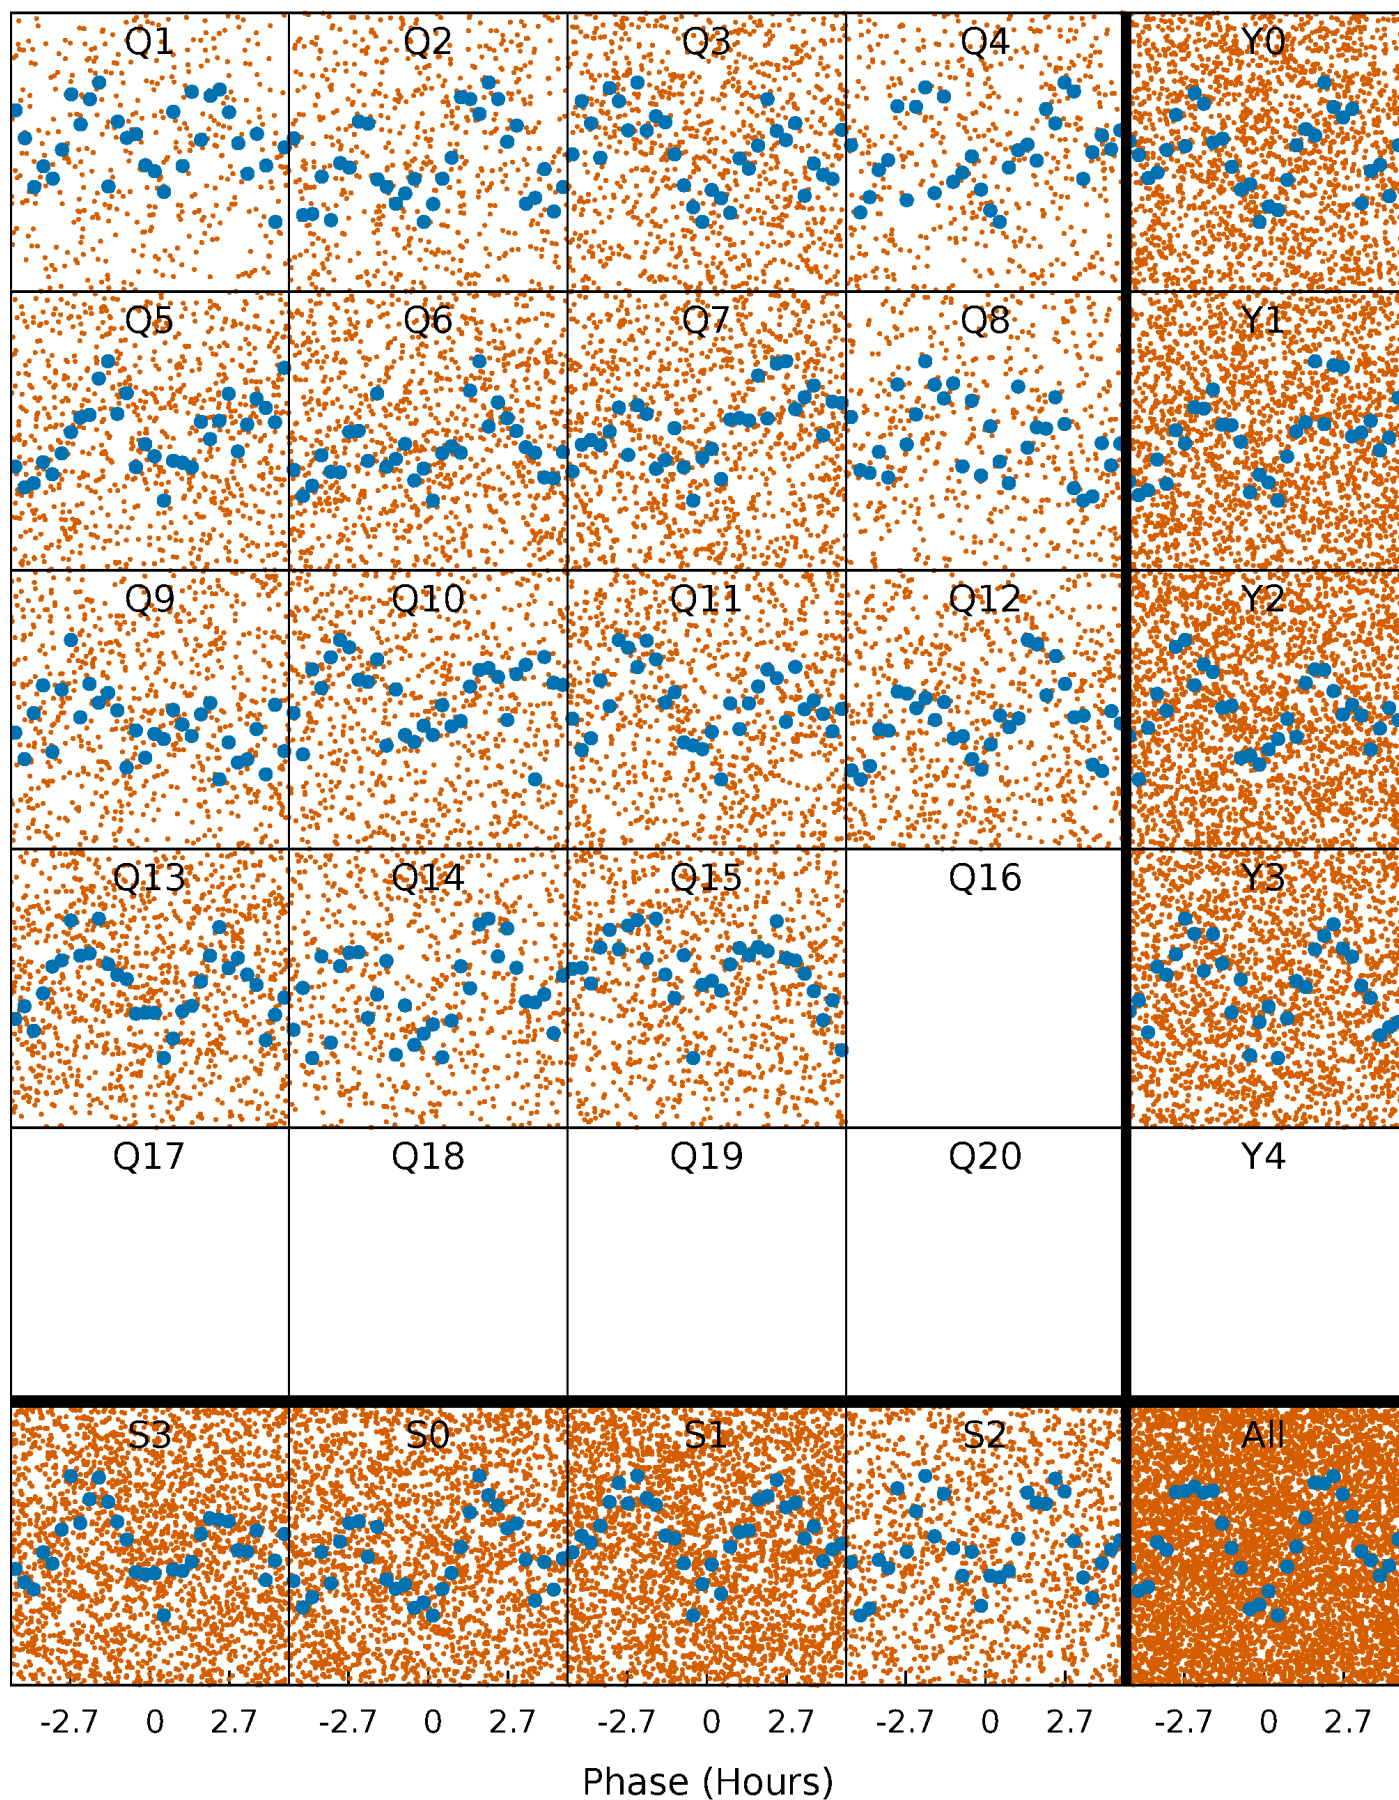 Q1 Q2 Q3 Q4 Y0
Q5 Q6 Q7 Q8 Y1
Q9 Q10 Q11 Q12 Y2
Q13 Q14 Q15 Q16 Y3
Q17 Q18 Q19 Q20 Y4
S3 S0 S1 S2 All
-2.7 0 2.7 -2.7 0 2.7 -2.7 0 2.7 -2.7 0 2.7 -2.7 0 2.7
Phase (Hours)